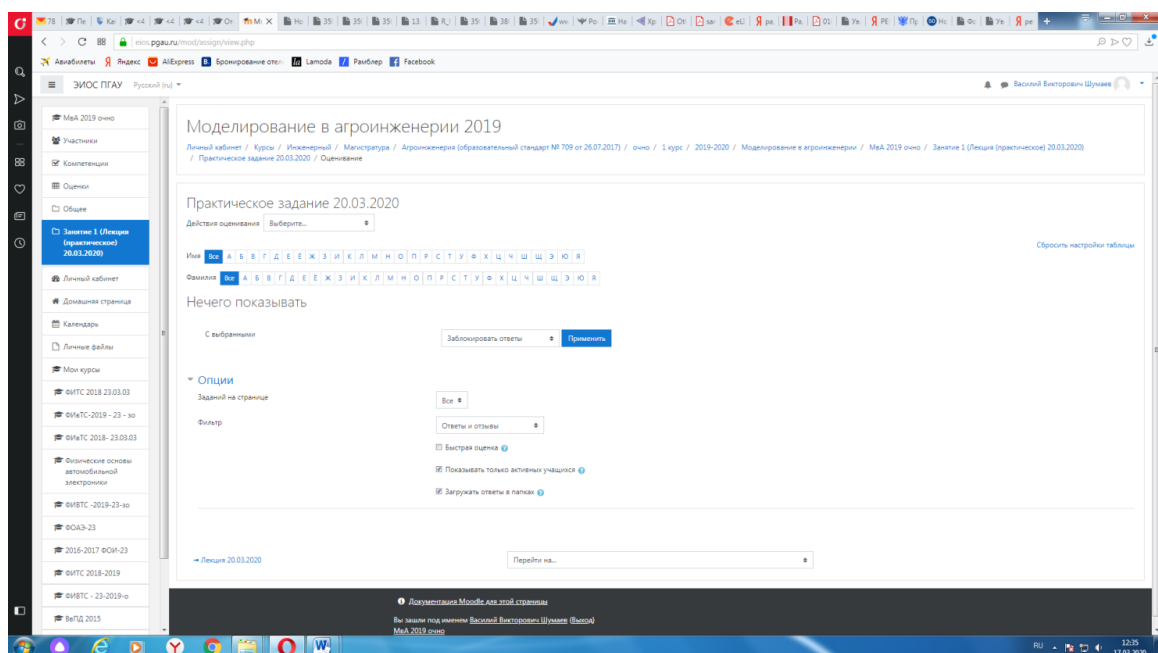 eios.pgau.ru/mod/assign/view.php
Авиабилеты Яндекс AliExpress Бронирование оте Lamoda Рамблер Facebook
ЭИОС ПГАУ Русский (ru)
Василий Викторович Шумаев
МвА 2019 очно
Участники
Компетенции
Оценки
Общее
Занятие 1 (Лекция
(практическое)
20.03.2020)
Личный кабинет
Домашняя страница
Календарь
Личные файлы
Мои курсы
ФИТС 2018 23.03.03
ФИвТС-2019 - 23 - зо
ФИвТС 2018- 23.03.03
Физические основы
автомобильной
электроники
ФИВТС -2019-23-зо
ФОАЭ-23
2016-2017 ФОИ-23
ФИТС 2018-2019
ФИВТС - 23-2019-о
ВвПД 2015
Моделирование в агроинженерии 2019
Личный кабинет / Курсы / Инженерный / Магистратура / Агроинженерия (образовательный стандарт № 709 от 26.07.2017) / очно / 1 курс / 2019-2020 / Моделирование в агроинженерии / МвА 2019 очно / Занятие 1 (Лекция (практическое) 20.03.2020)
/ Практическое задание 20.03.2020 / Оценивание
Практическое задание 20.03.2020
Действия оценивания Выберите...
Сбросить настройки таблицы
Имя Все А Б В Г Д Е Ё Ж З И К Л М Н О П Р С Т У Ф Х Ц Ч Ш Щ Э Ю Я
Фамилия Все А Б В Г Д Е Ё Ж З И К Л М Н О П Р С Т У Ф Х Ц Ч Ш Щ Э Ю Я
Нечего показывать
С выбранными Заблокировать ответы Применить
Опции
Заданий на странице Все
Фильтр Ответы и отзывы
Быстрая оценка
Показывать только активных учащихся
Загружать ответы в папках
Лекция 20.03.2020 Перейти на...
Документация Moodle для этой страницы
Вы зашли под именем Василий Викторович Шумаев (Выход)
МвА 2019 очно
RU 12:35
17.03.2020